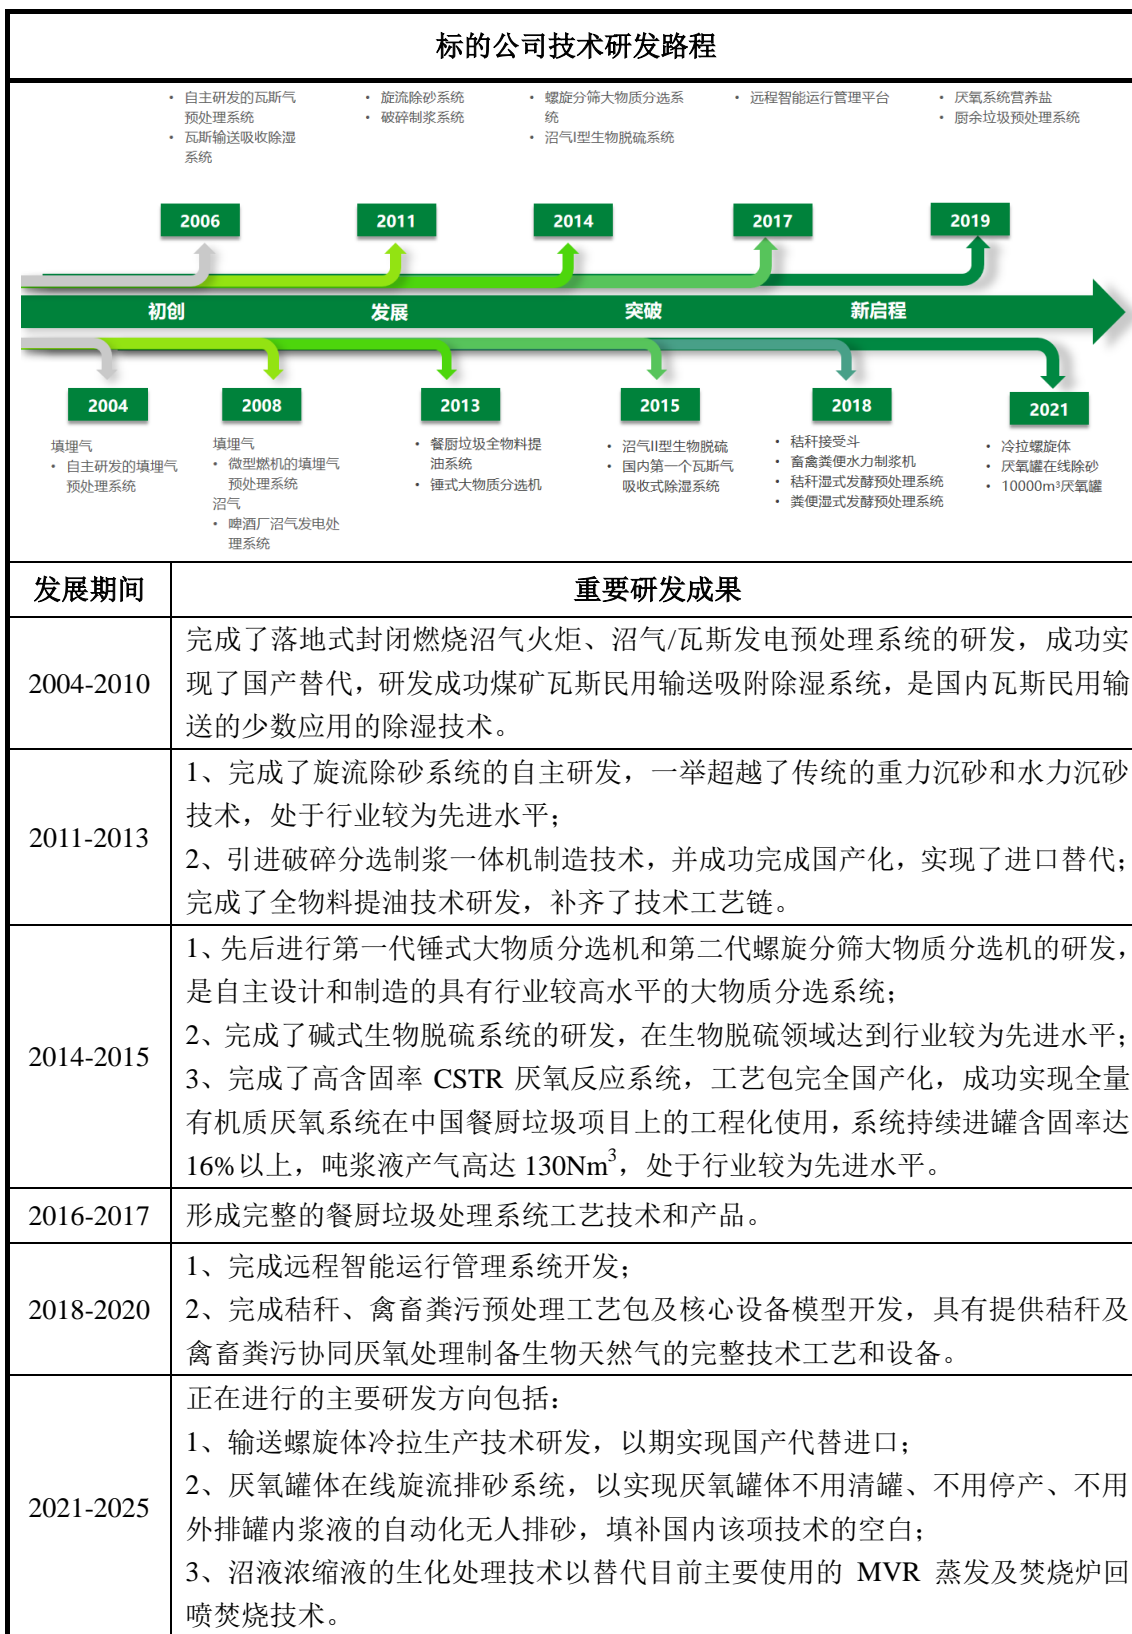 标的公司技术研发路程
• 自主研发的瓦斯气
预处理系统
• 瓦斯输送吸收除湿
系统
• 旋流除砂系统
• 破碎制浆系统
• 螺旋分筛大物质分选系
统
• 沼气I型生物脱硫系统
• 远程智能运行管理平台
• 厌氧系统营养盐
• 厨余垃圾预处理系统
2006
2011
2014
2017
2019
初创
发展
突破
新启程
2004
2008
2013
2015
2018
2021
填埋气
• 自主研发的填埋气
预处理系统
填埋气
• 微型燃机的填埋气
预处理系统
沼气
• 啤酒厂沼气发电处
理系统
• 餐厨垃圾全物料提
油系统
• 锤式大物质分选机
• 沼气II型生物脱硫
• 国内第一个瓦斯气
吸收式除湿系统
• 秸秆接受斗
• 畜禽粪便水力制浆机
• 秸秆湿式发酵预处理系统
• 粪便湿式发酵预处理系统
• 冷拉螺旋体
• 厌氧罐在线除砂
• 10000m³厌氧罐
发展期间
重要研发成果
2004-2010
完成了落地式封闭燃烧沼气火炬、沼气/瓦斯发电预处理系统的研发，成功实
现了国产替代，研发成功煤矿瓦斯民用输送吸附除湿系统，是国内瓦斯民用输
送的少数应用的除湿技术。
2011-2013
1、完成了旋流除砂系统的自主研发，一举超越了传统的重力沉砂和水力沉砂
技术，处于行业较为先进水平；
2、引进破碎分选制浆一体机制造技术，并成功完成国产化，实现了进口替代；
完成了全物料提油技术研发，补齐了技术工艺链。
2014-2015
1、先后进行第一代锤式大物质分选机和第二代螺旋分筛大物质分选机的研发，
是自主设计和制造的具有行业较高水平的大物质分选系统；
2、完成了碱式生物脱硫系统的研发，在生物脱硫领域达到行业较为先进水平；
3、完成了高含固率 CSTR 厌氧反应系统，工艺包完全国产化，成功实现全量
有机质厌氧系统在中国餐厨垃圾项目上的工程化使用，系统持续进罐含固率达
16%以上，吨浆液产气高达 130Nm³，处于行业较为先进水平。
2016-2017
形成完整的餐厨垃圾处理系统工艺技术和产品。
2018-2020
1、完成远程智能运行管理系统开发；
2、完成秸秆、禽畜粪污预处理工艺包及核心设备模型开发，具有提供秸秆及
禽畜粪污协同厌氧处理制备生物天然气的完整技术工艺和设备。
2021-2025
正在进行的主要研发方向包括：
1、输送螺旋体冷拉生产技术研发，以期实现国产代替进口；
2、厌氧罐体在线旋流排砂系统，以实现厌氧罐体不用清罐、不用停产、不用
外排罐内浆液的自动化无人排砂，填补国内该项技术的空白；
3、沼液浓缩液的生化处理技术以替代目前主要使用的 MVR 蒸发及焚烧炉回
喷焚烧技术。